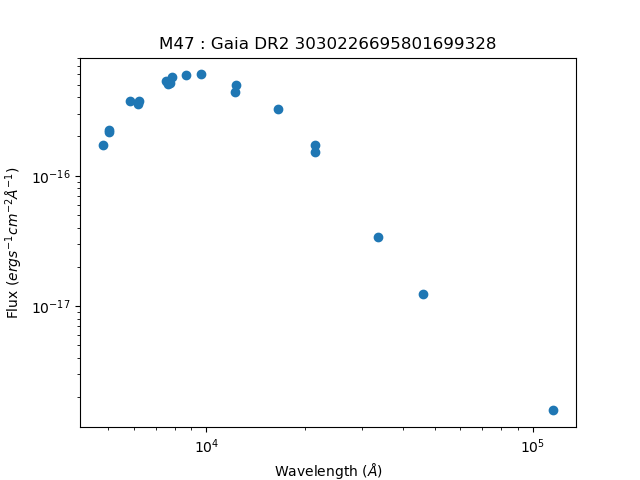 M47 : Gaia DR2 3030226695801699328
Flux (ergs⁻¹cm⁻²Å⁻¹)
10⁻¹⁶
10⁻¹⁷
10⁴ 10⁵
Wavelength (Å)